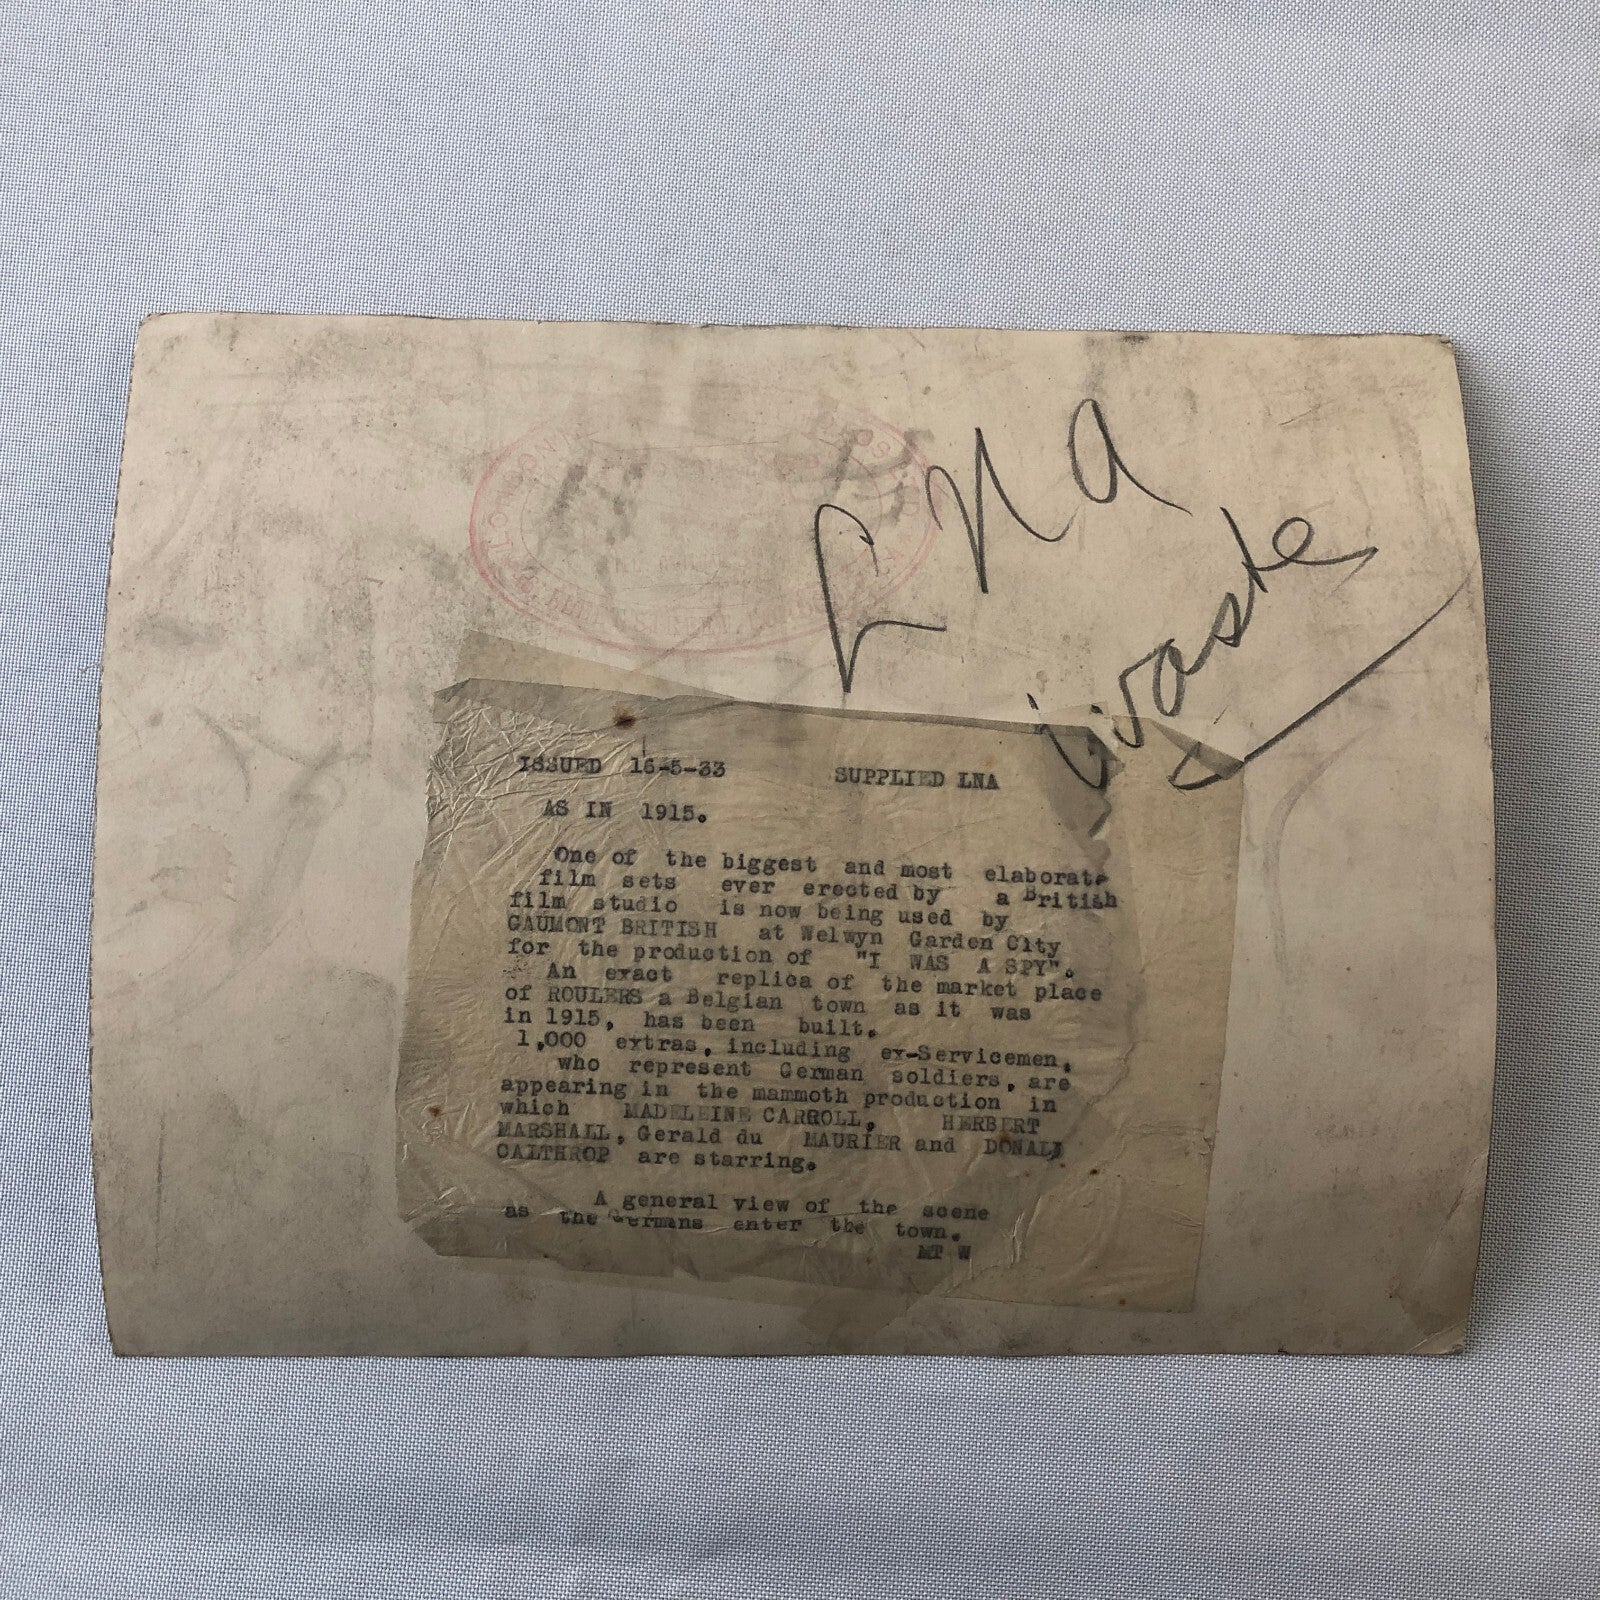 LNA
Waste
ISSUED 16-5-33 SUPPLIED LNA
AS IN 1915.
One of the biggest and most elaborate
film sets ever erected by a British
film studio is now being used by
GAUMONT BRITISH at Welwyn Garden City
for the production of "I WAS A SPY".
An exact replica of the market place
of ROULERS a Belgian town as it was
in 1915, has been built.
1,000 extras, including ex-Servicemen,
who represent German soldiers, are
appearing in the mammoth production in
which MADELEINE CARROLL, HERBERT
MARSHALL, Gerald du MAURIER and DONALD
CALTHROP are starring.
A general view of the scene
as the Germans enter the town.
MT W